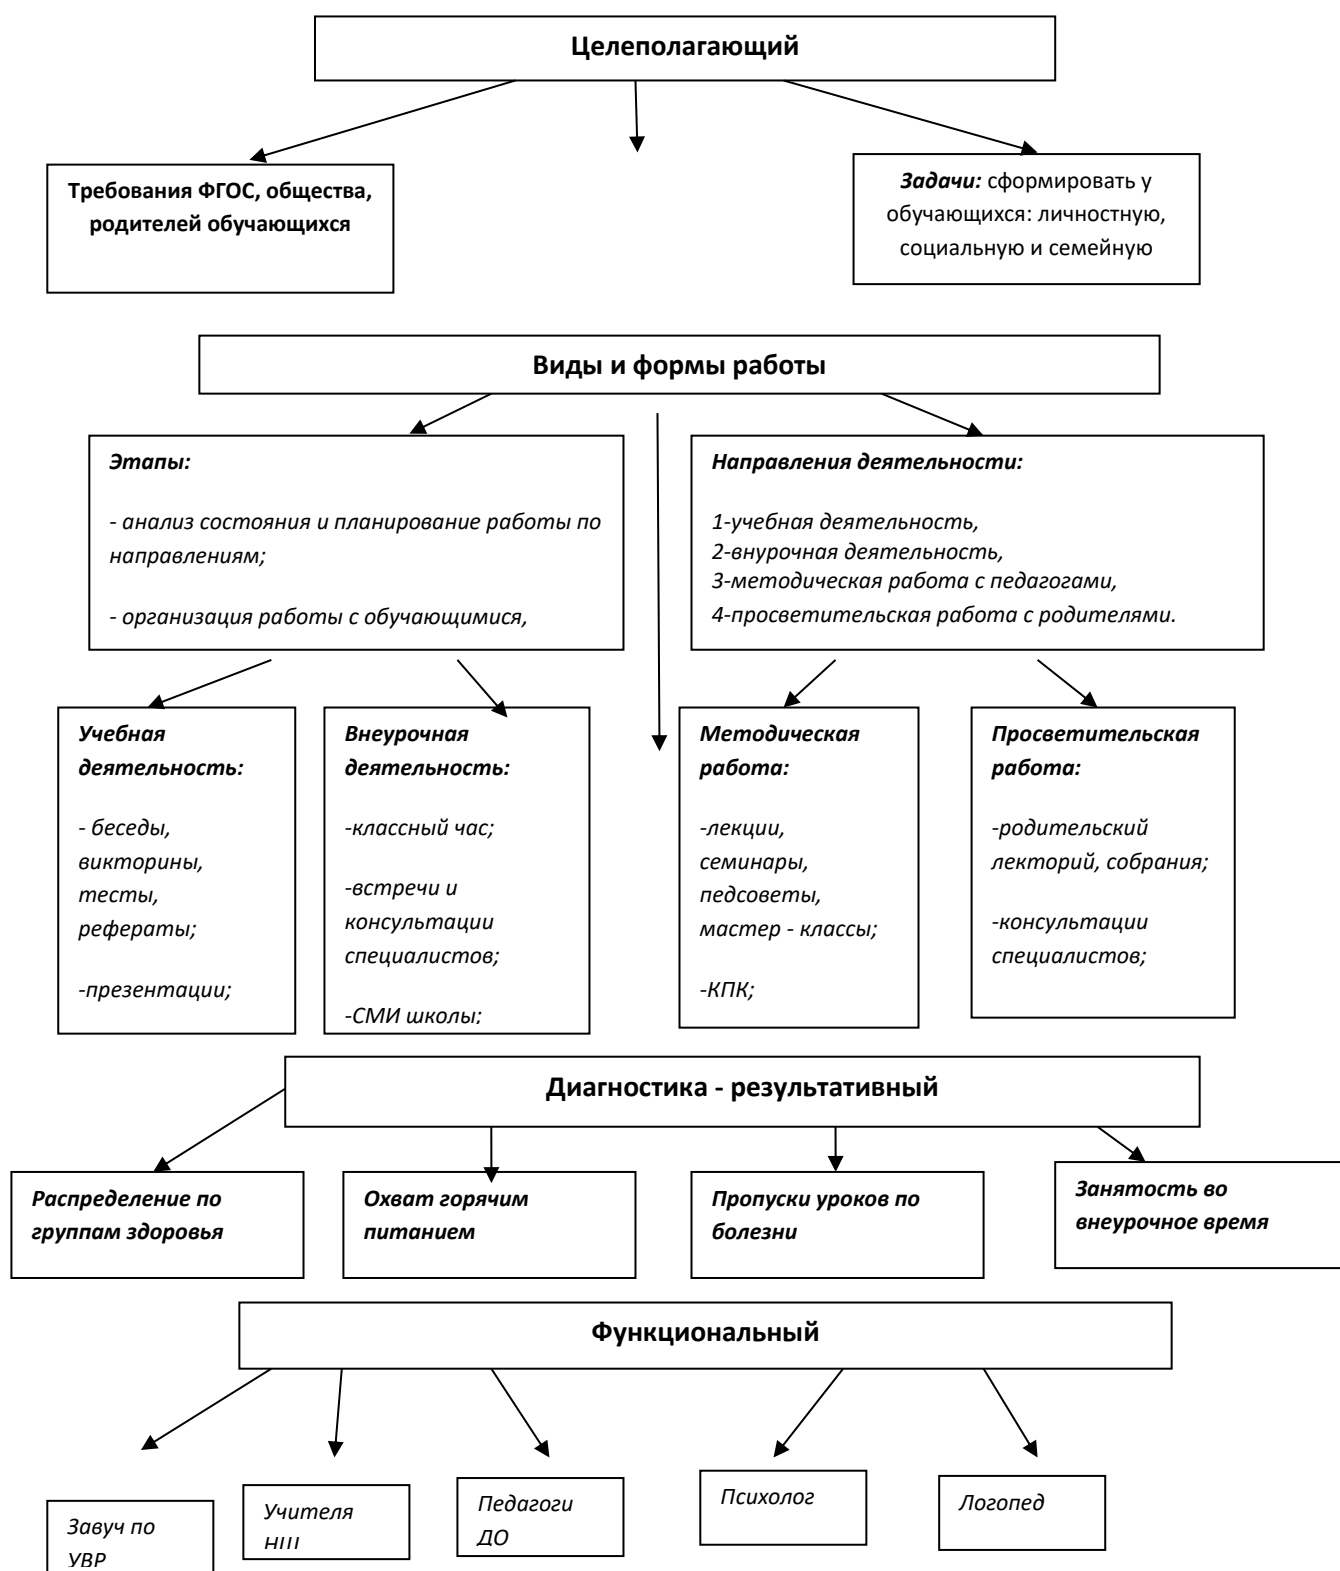 Целеполагающий
Требования ФГОС, общества,
родителей обучающихся
Задачи: сформировать у
обучающихся: личностную,
социальную и семейную
Виды и формы работы
Этапы:
- анализ состояния и планирование работы по
направлениям;
- организация работы с обучающимися,
Направления деятельности:
1-учебная деятельность,
2-внурочная деятельность,
3-методическая работа с педагогами,
4-просветительская работа с родителями.
Учебная
деятельность:
- беседы,
викторины,
тесты,
рефераты;
-презентации;
Внеурочная
деятельность:
-классный час;
-встречи и
консультации
специалистов;
-СМИ школы;
Методическая
работа:
-лекции,
семинары,
педсоветы,
мастер - классы;
-КПК;
Просветительская
работа:
-родительский
лекторий, собрания;
-консультации
специалистов;
Диагностика - результативный
Распределение по
группам здоровья
Охват горячим
питанием
Пропуски уроков по
болезни
Занятость во
внеурочное время
Функциональный
Завуч по
УВР
Учителя
НШ
Педагоги
ДО
Психолог
Логопед